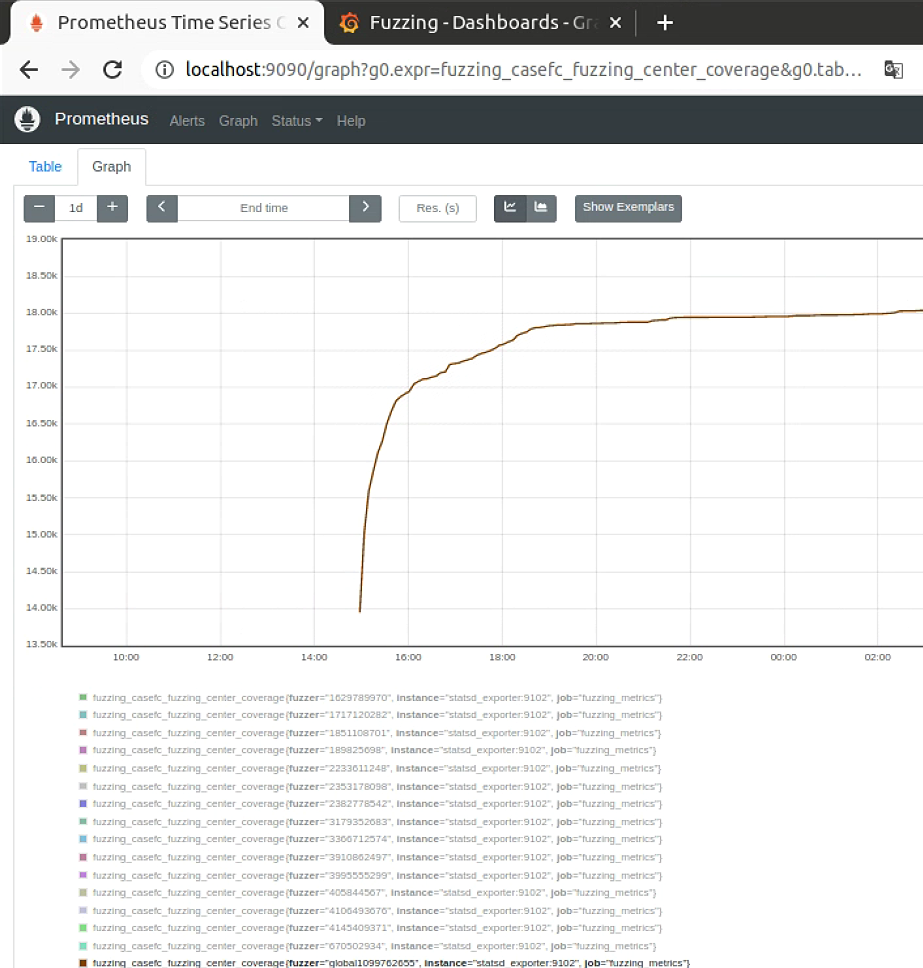 Prometheus Time Series C
Fuzzing - Dashboards - Gr
localhost:9090/graph?g0.expr=fuzzing_casefc_fuzzing_center_coverage&g0.tab...
Prometheus Alerts Graph Status Help
Table Graph
− 1d + < End time > Res. (s) Show Exemplars
19.00k
18.50k
18.00k
17.50k
17.00k
16.50k
16.00k
15.50k
15.00k
14.50k
14.00k
13.50k
10:00 12:00 14:00 16:00 18:00 20:00 22:00 00:00 02:00
fuzzing_casefc_fuzzing_center_coverage{fuzzer="1629789970", instance="statsd_exporter:9102", job="fuzzing_metrics"}
fuzzing_casefc_fuzzing_center_coverage{fuzzer="1717120282", instance="statsd_exporter:9102", job="fuzzing_metrics"}
fuzzing_casefc_fuzzing_center_coverage{fuzzer="1851108701", instance="statsd_exporter:9102", job="fuzzing_metrics"}
fuzzing_casefc_fuzzing_center_coverage{fuzzer="189825698", instance="statsd_exporter:9102", job="fuzzing_metrics"}
fuzzing_casefc_fuzzing_center_coverage{fuzzer="2233611248", instance="statsd_exporter:9102", job="fuzzing_metrics"}
fuzzing_casefc_fuzzing_center_coverage{fuzzer="2353178098", instance="statsd_exporter:9102", job="fuzzing_metrics"}
fuzzing_casefc_fuzzing_center_coverage{fuzzer="2382778542", instance="statsd_exporter:9102", job="fuzzing_metrics"}
fuzzing_casefc_fuzzing_center_coverage{fuzzer="3179352683", instance="statsd_exporter:9102", job="fuzzing_metrics"}
fuzzing_casefc_fuzzing_center_coverage{fuzzer="3366712574", instance="statsd_exporter:9102", job="fuzzing_metrics"}
fuzzing_casefc_fuzzing_center_coverage{fuzzer="3910862497", instance="statsd_exporter:9102", job="fuzzing_metrics"}
fuzzing_casefc_fuzzing_center_coverage{fuzzer="3995555299", instance="statsd_exporter:9102", job="fuzzing_metrics"}
fuzzing_casefc_fuzzing_center_coverage{fuzzer="405844567", instance="statsd_exporter:9102", job="fuzzing_metrics"}
fuzzing_casefc_fuzzing_center_coverage{fuzzer="4106493676", instance="statsd_exporter:9102", job="fuzzing_metrics"}
fuzzing_casefc_fuzzing_center_coverage{fuzzer="4145409371", instance="statsd_exporter:9102", job="fuzzing_metrics"}
fuzzing_casefc_fuzzing_center_coverage{fuzzer="670502934", instance="statsd_exporter:9102", job="fuzzing_metrics"}
fuzzing_casefc_fuzzing_center_coverage{fuzzer="global1099762655", instance="statsd_exporter:9102", job="fuzzing_metrics"}